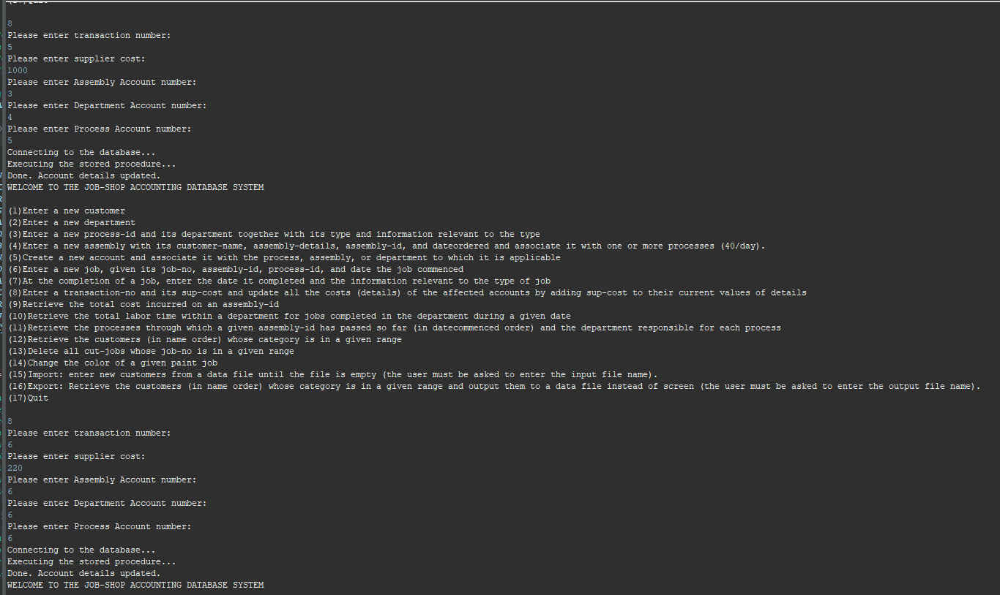 8
Please enter transaction number:
5
Please enter supplier cost:
1000
Please enter Assembly Account number:
3
Please enter Department Account number:
4
Please enter Process Account number:
5
Connecting to the database...
Executing the stored procedure...
Done. Account details updated.
WELCOME TO THE JOB-SHOP ACCOUNTING DATABASE SYSTEM
(1)Enter a new customer
(2)Enter a new department
(3)Enter a new process-id and its department together with its type and information relevant to the type
(4)Enter a new assembly with its customer-name, assembly-details, assembly-id, and dateordered and associate it with one or more processes (40/day).
(5)Create a new account and associate it with the process, assembly, or department to which it is applicable
(6)Enter a new job, given its job-no, assembly-id, process-id, and date the job commenced
(7)At the completion of a job, enter the date it completed and the information relevant to the type of job
(8)Enter a transaction-no and its sup-cost and update all the costs (details) of the affected accounts by adding sup-cost to their current values of details
(9)Retrieve the total cost incurred on an assembly-id
(10)Retrieve the total labor time within a department for jobs completed in the department during a given date
(11)Retrieve the processes through which a given assembly-id has passed so far (in datecommenced order) and the department responsible for each process
(12)Retrieve the customers (in name order) whose category is in a given range
(13)Delete all cut-jobs whose job-no is in a given range
(14)Change the color of a given paint job
(15)Import: enter new customers from a data file until the file is empty (the user must be asked to enter the input file name).
(16)Export: Retrieve the customers (in name order) whose category is in a given range and output them to a data file instead of screen (the user must be asked to enter the output file name).
(17)Quit
8
Please enter transaction number:
6
Please enter supplier cost:
220
Please enter Assembly Account number:
6
Please enter Department Account number:
6
Please enter Process Account number:
6
Connecting to the database...
Executing the stored procedure...
Done. Account details updated.
WELCOME TO THE JOB-SHOP ACCOUNTING DATABASE SYSTEM